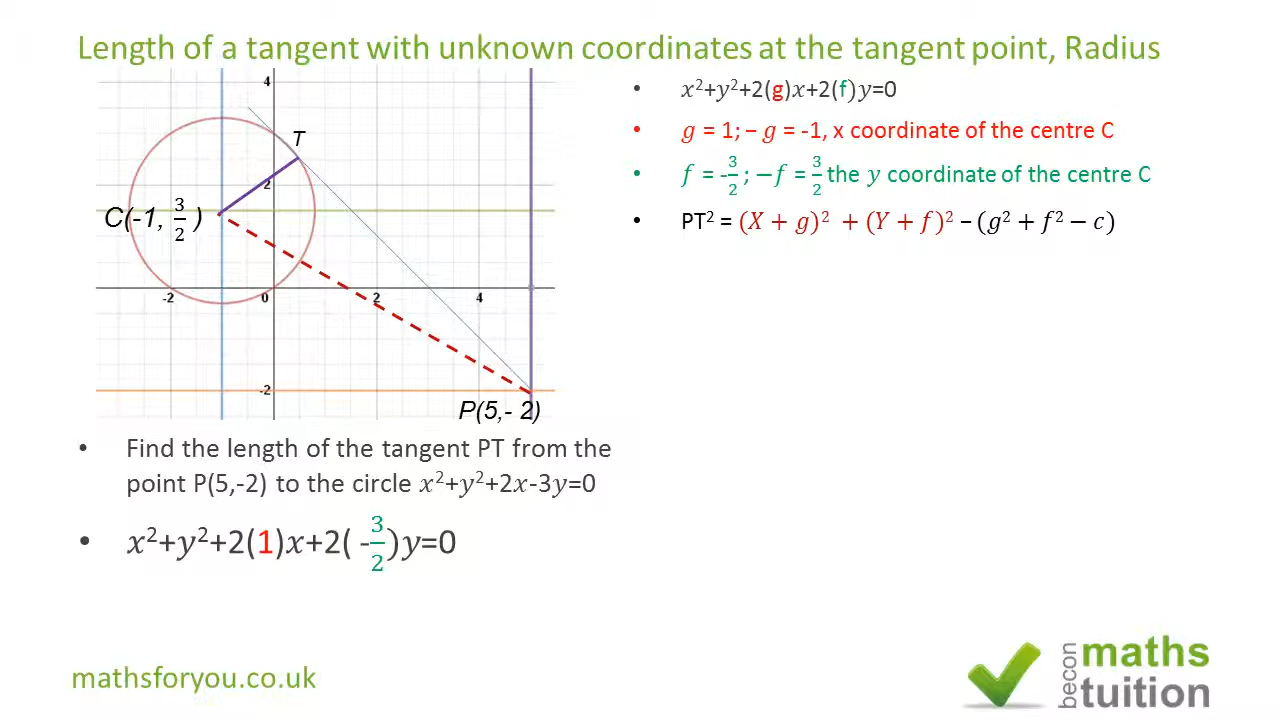 Length of a tangent with unknown coordinates at the tangent point, Radius
4
T
2
C(-1, 3/2 )
-2 0 2 4
-2
P(5,- 2)
• Find the length of the tangent PT from the
point P(5,-2) to the circle 𝑥²+𝑦²+2𝑥-3𝑦=0
• 𝑥²+𝑦²+2(1)𝑥+2( -3/2)𝑦=0
• 𝑥²+𝑦²+2(g)𝑥+2(f)𝑦=0
• 𝑔 = 1; − 𝑔 = -1, x coordinate of the centre C
• 𝑓 = -3/2 ; −𝑓 = 3/2 the 𝑦 coordinate of the centre C
• PT² = (𝑋 + 𝑔)² + (𝑌 + 𝑓)² – (𝑔² + 𝑓² − 𝑐)
mathsforyou.co.uk
becon
maths
tuition